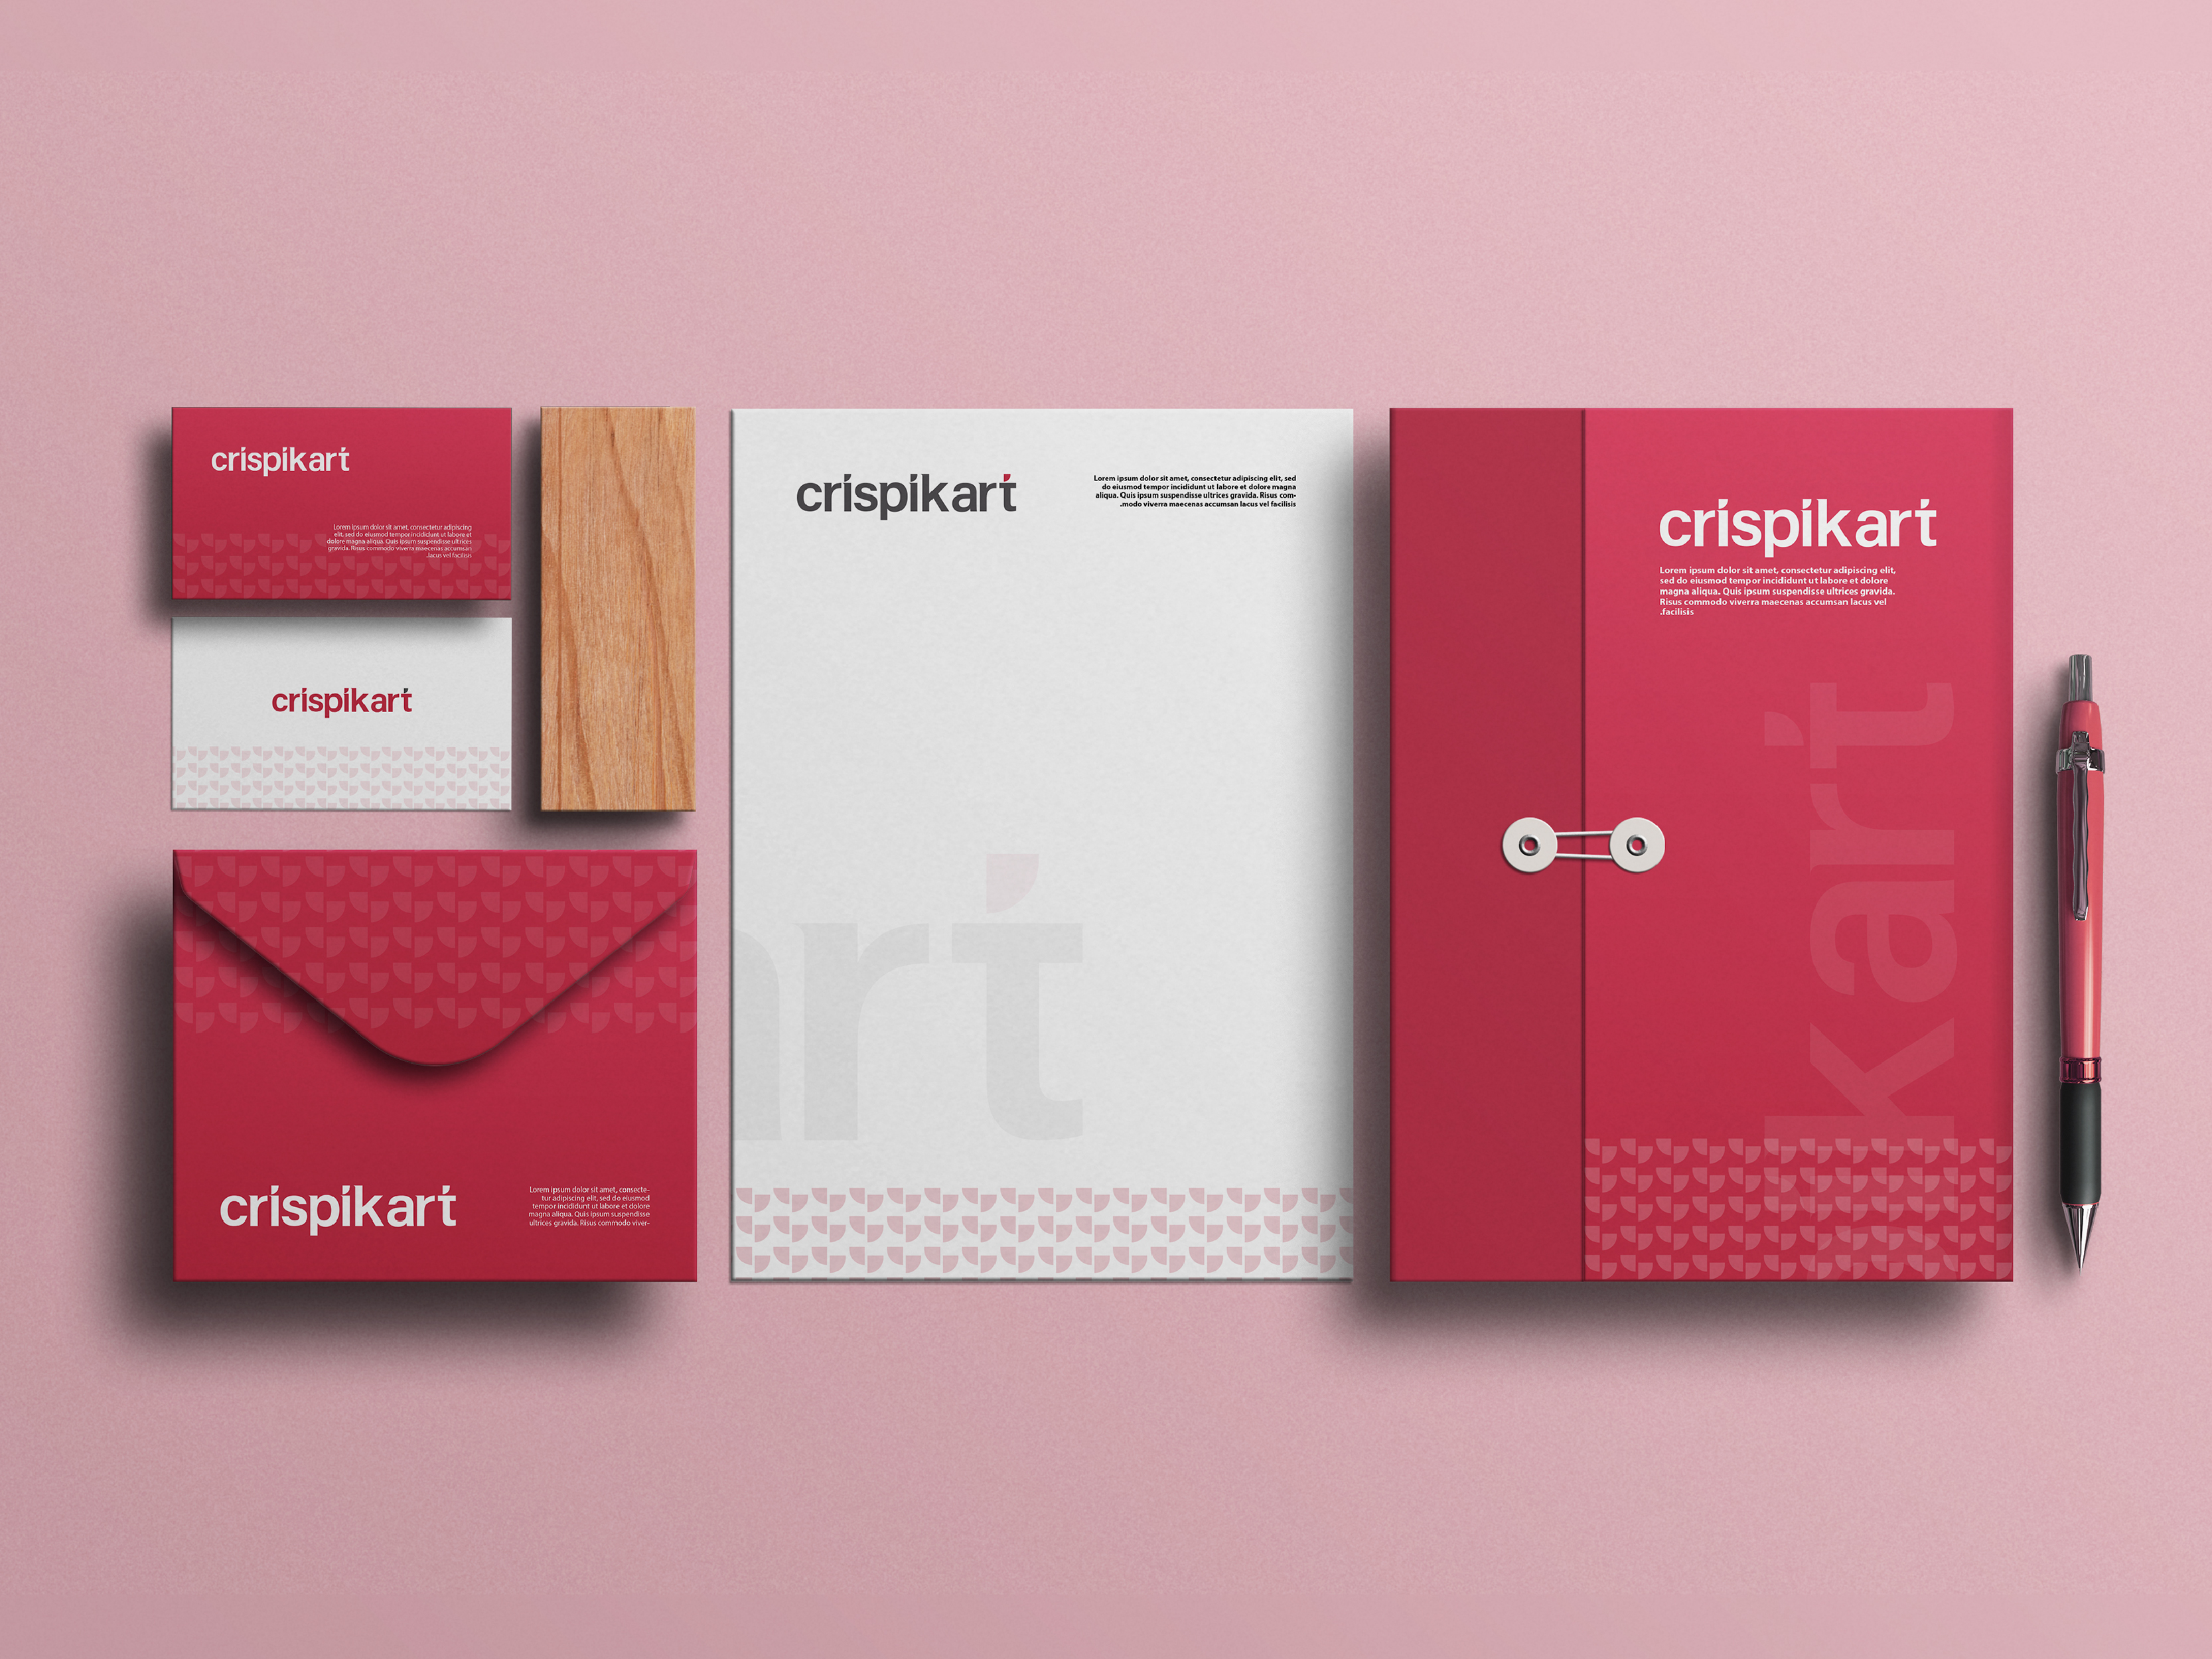 crispikart
Lorem ipsum dolor sit amet, consectetur adipiscing
elit, sed do eiusmod tempor incididunt ut labore et
dolore magna aliqua. Quis ipsum suspendisse ultrices
gravida. Risus commodo viverra maecenas accumsan
.lacus vel facilisis
crispikart
crispikart
Lorem ipsum dolor sit amet, consecte-
tur adipiscing elit, sed do eiusmod
tempor incididunt ut labore et dolore
magna aliqua. Quis ipsum suspendisse
ultrices gravida. Risus commodo viver-
crispikart
Lorem ipsum dolor sit amet, consectetur adipiscing elit, sed
do eiusmod tempor incididunt ut labore et dolore magna
aliqua. Quis ipsum suspendisse ultrices gravida. Risus com-
.modo viverra maecenas accumsan lacus vel facilisis
art
crispikart
Lorem ipsum dolor sit amet, consectetur adipiscing elit,
sed do eiusmod tempor incididunt ut labore et dolore
magna aliqua. Quis ipsum suspendisse ultrices gravida.
Risus commodo viverra maecenas accumsan lacus vel
.facilisis
kart